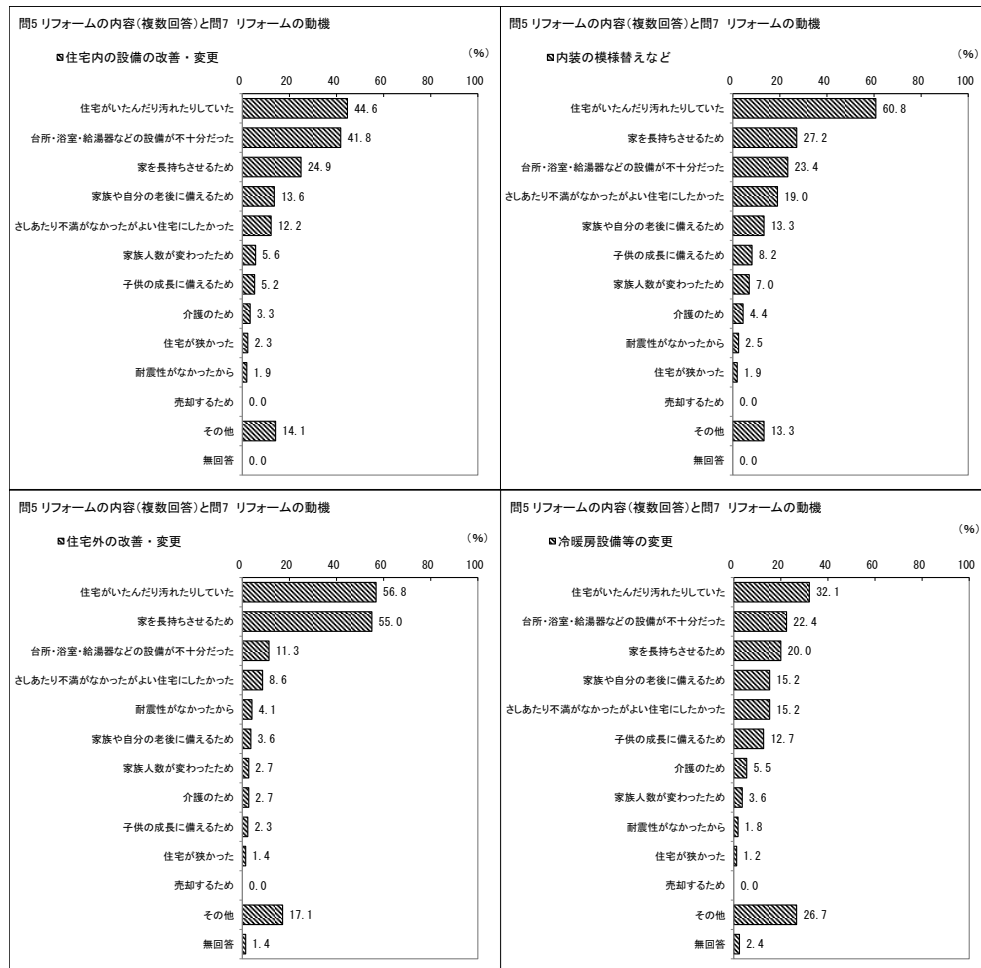 問5 リフォームの内容(複数回答)と問7 リフォームの動機
住宅内の設備の改善・変更
(%)
0 20 40 60 80 100
住宅がいたんだり汚れたりしていた 44.6
台所・浴室・給湯器などの設備が不十分だった 41.8
家を長持ちさせるため 24.9
家族や自分の老後に備えるため 13.6
さしあたり不満がなかったがよい住宅にしたかった 12.2
家族人数が変わったため 5.6
子供の成長に備えるため 5.2
介護のため 3.3
住宅が狭かった 2.3
耐震性がなかったから 1.9
売却するため 0.0
その他 14.1
無回答 0.0
問5 リフォームの内容(複数回答)と問7 リフォームの動機
内装の模様替えなど
(%)
0 20 40 60 80 100
住宅がいたんだり汚れたりしていた 60.8
家を長持ちさせるため 27.2
台所・浴室・給湯器などの設備が不十分だった 23.4
さしあたり不満がなかったがよい住宅にしたかった 19.0
家族や自分の老後に備えるため 13.3
子供の成長に備えるため 8.2
家族人数が変わったため 7.0
介護のため 4.4
耐震性がなかったから 2.5
住宅が狭かった 1.9
売却するため 0.0
その他 13.3
無回答 0.0
問5 リフォームの内容(複数回答)と問7 リフォームの動機
住宅外の改善・変更
(%)
0 20 40 60 80 100
住宅がいたんだり汚れたりしていた 56.8
家を長持ちさせるため 55.0
台所・浴室・給湯器などの設備が不十分だった 11.3
さしあたり不満がなかったがよい住宅にしたかった 8.6
耐震性がなかったから 4.1
家族や自分の老後に備えるため 3.6
家族人数が変わったため 2.7
介護のため 2.7
子供の成長に備えるため 2.3
住宅が狭かった 1.4
売却するため 0.0
その他 17.1
無回答 1.4
問5 リフォームの内容(複数回答)と問7 リフォームの動機
冷暖房設備等の変更
(%)
0 20 40 60 80 100
住宅がいたんだり汚れたりしていた 32.1
台所・浴室・給湯器などの設備が不十分だった 22.4
家を長持ちさせるため 20.0
家族や自分の老後に備えるため 15.2
さしあたり不満がなかったがよい住宅にしたかった 15.2
子供の成長に備えるため 12.7
介護のため 5.5
家族人数が変わったため 3.6
耐震性がなかったから 1.8
住宅が狭かった 1.2
売却するため 0.0
その他 26.7
無回答 2.4